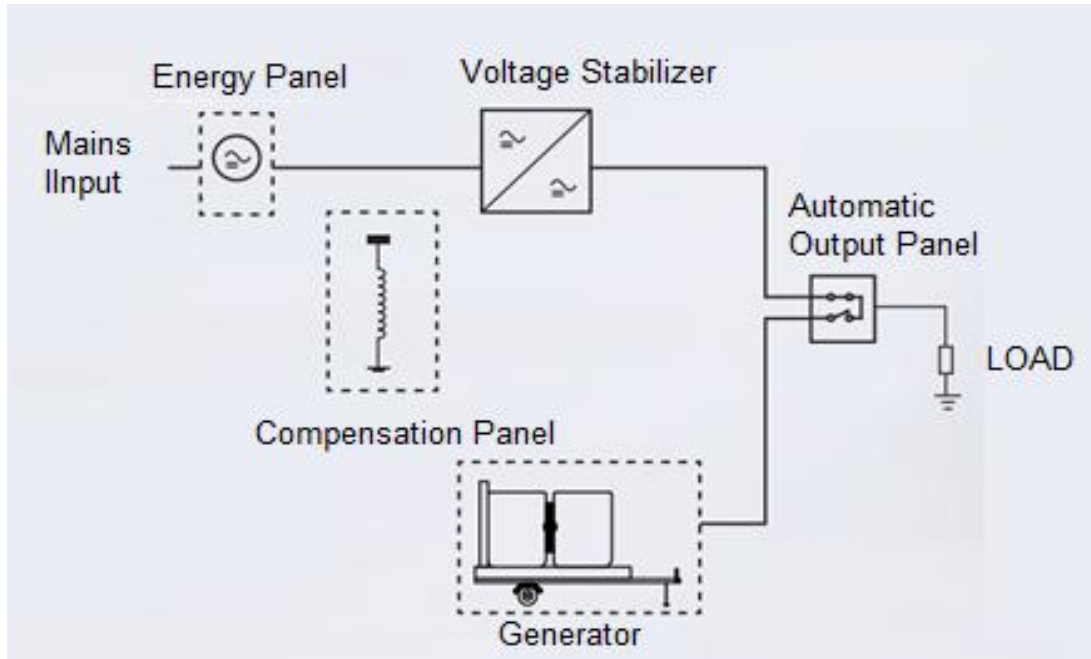 Energy Panel
Voltage Stabilizer
Mains
IInput
Automatic
Output Panel
LOAD
Compensation Panel
Generator